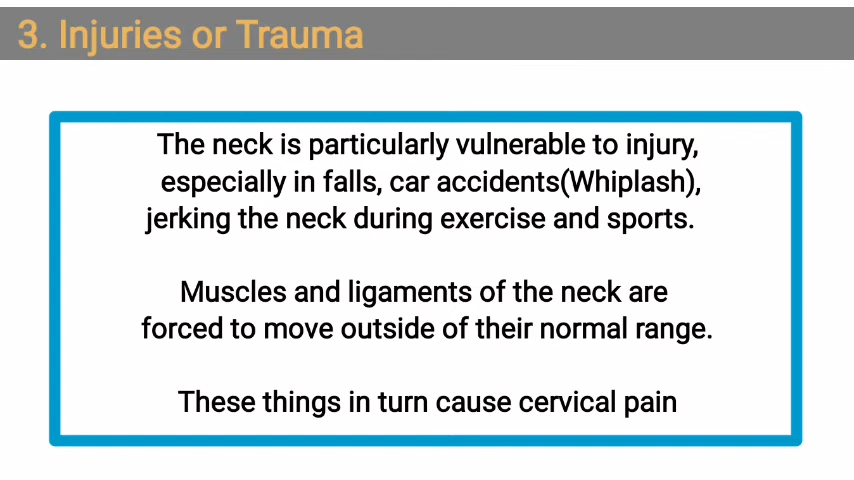 3. Injuries or Trauma
The neck is particularly vulnerable to injury,
especially in falls, car accidents(Whiplash),
jerking the neck during exercise and sports.
Muscles and ligaments of the neck are
forced to move outside of their normal range.
These things in turn cause cervical pain